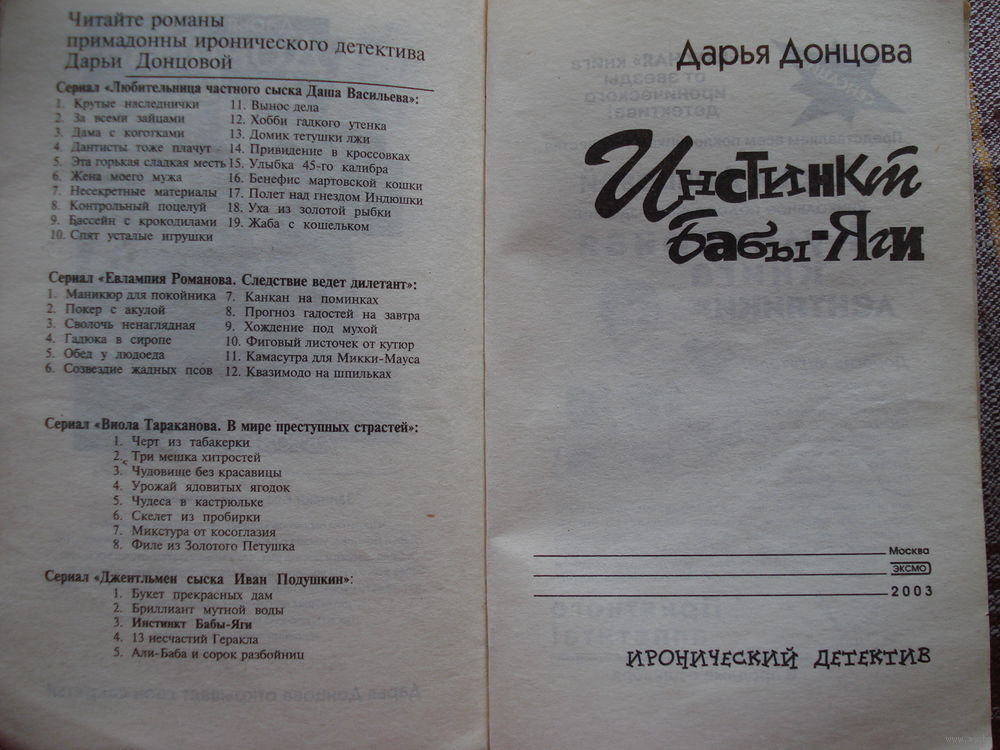 Читайте романы
примадонны иронического детектива
Дарьи Донцовой
Сериал «Любительница частного сыска Даша Васильева»:
1. Крутые наследнички
2. За всеми зайцами
3. Дама с коготками
4. Дантисты тоже плачут
5. Эта горькая сладкая месть
6. Жена моего мужа
7. Несекретные материалы
8. Контрольный поцелуй
9. Бассейн с крокодилами
10. Спят усталые игрушки
11. Вынос дела
12. Хобби гадкого утенка
13. Домик тетушки лжи
14. Привидение в кроссовках
15. Улыбка 45-го калибра
16. Бенефис мартовской кошки
17. Полет над гнездом Индюшки
18. Уха из золотой рыбки
19. Жаба с кошельком
Сериал «Евлампия Романова. Следствие ведет дилетант»:
1. Маникюр для покойника
2. Покер с акулой
3. Сволочь ненаглядная
4. Гадюка в сиропе
5. Обед у людоеда
6. Созвездие жадных псов
7. Канкан на поминках
8. Прогноз гадостей на завтра
9. Хождение под мухой
10. Фиговый листочек от кутюр
11. Камасутра для Микки-Мауса
12. Квазимодо на шпильках
Сериал «Виола Тараканова. В мире преступных страстей»:
1. Черт из табакерки
2. Три мешка хитростей
3. Чудовище без красавицы
4. Урожай ядовитых ягодок
5. Чудеса в кастрюльке
6. Скелет из пробирки
7. Микстура от косоглазия
8. Филе из Золотого Петушка
Сериал «Джентльмен сыска Иван Подушкин»:
1. Букет прекрасных дам
2. Бриллиант мутной воды
3. Инстинкт Бабы-Яги
4. 13 несчастий Геракла
5. Али-Баба и сорок разбойниц
Дарья Донцова
Инстинкт
Бабы-Яги
Москва
ЭКСМО
2003
ИРОНИЧЕСКИЙ ДЕТЕКТИВ